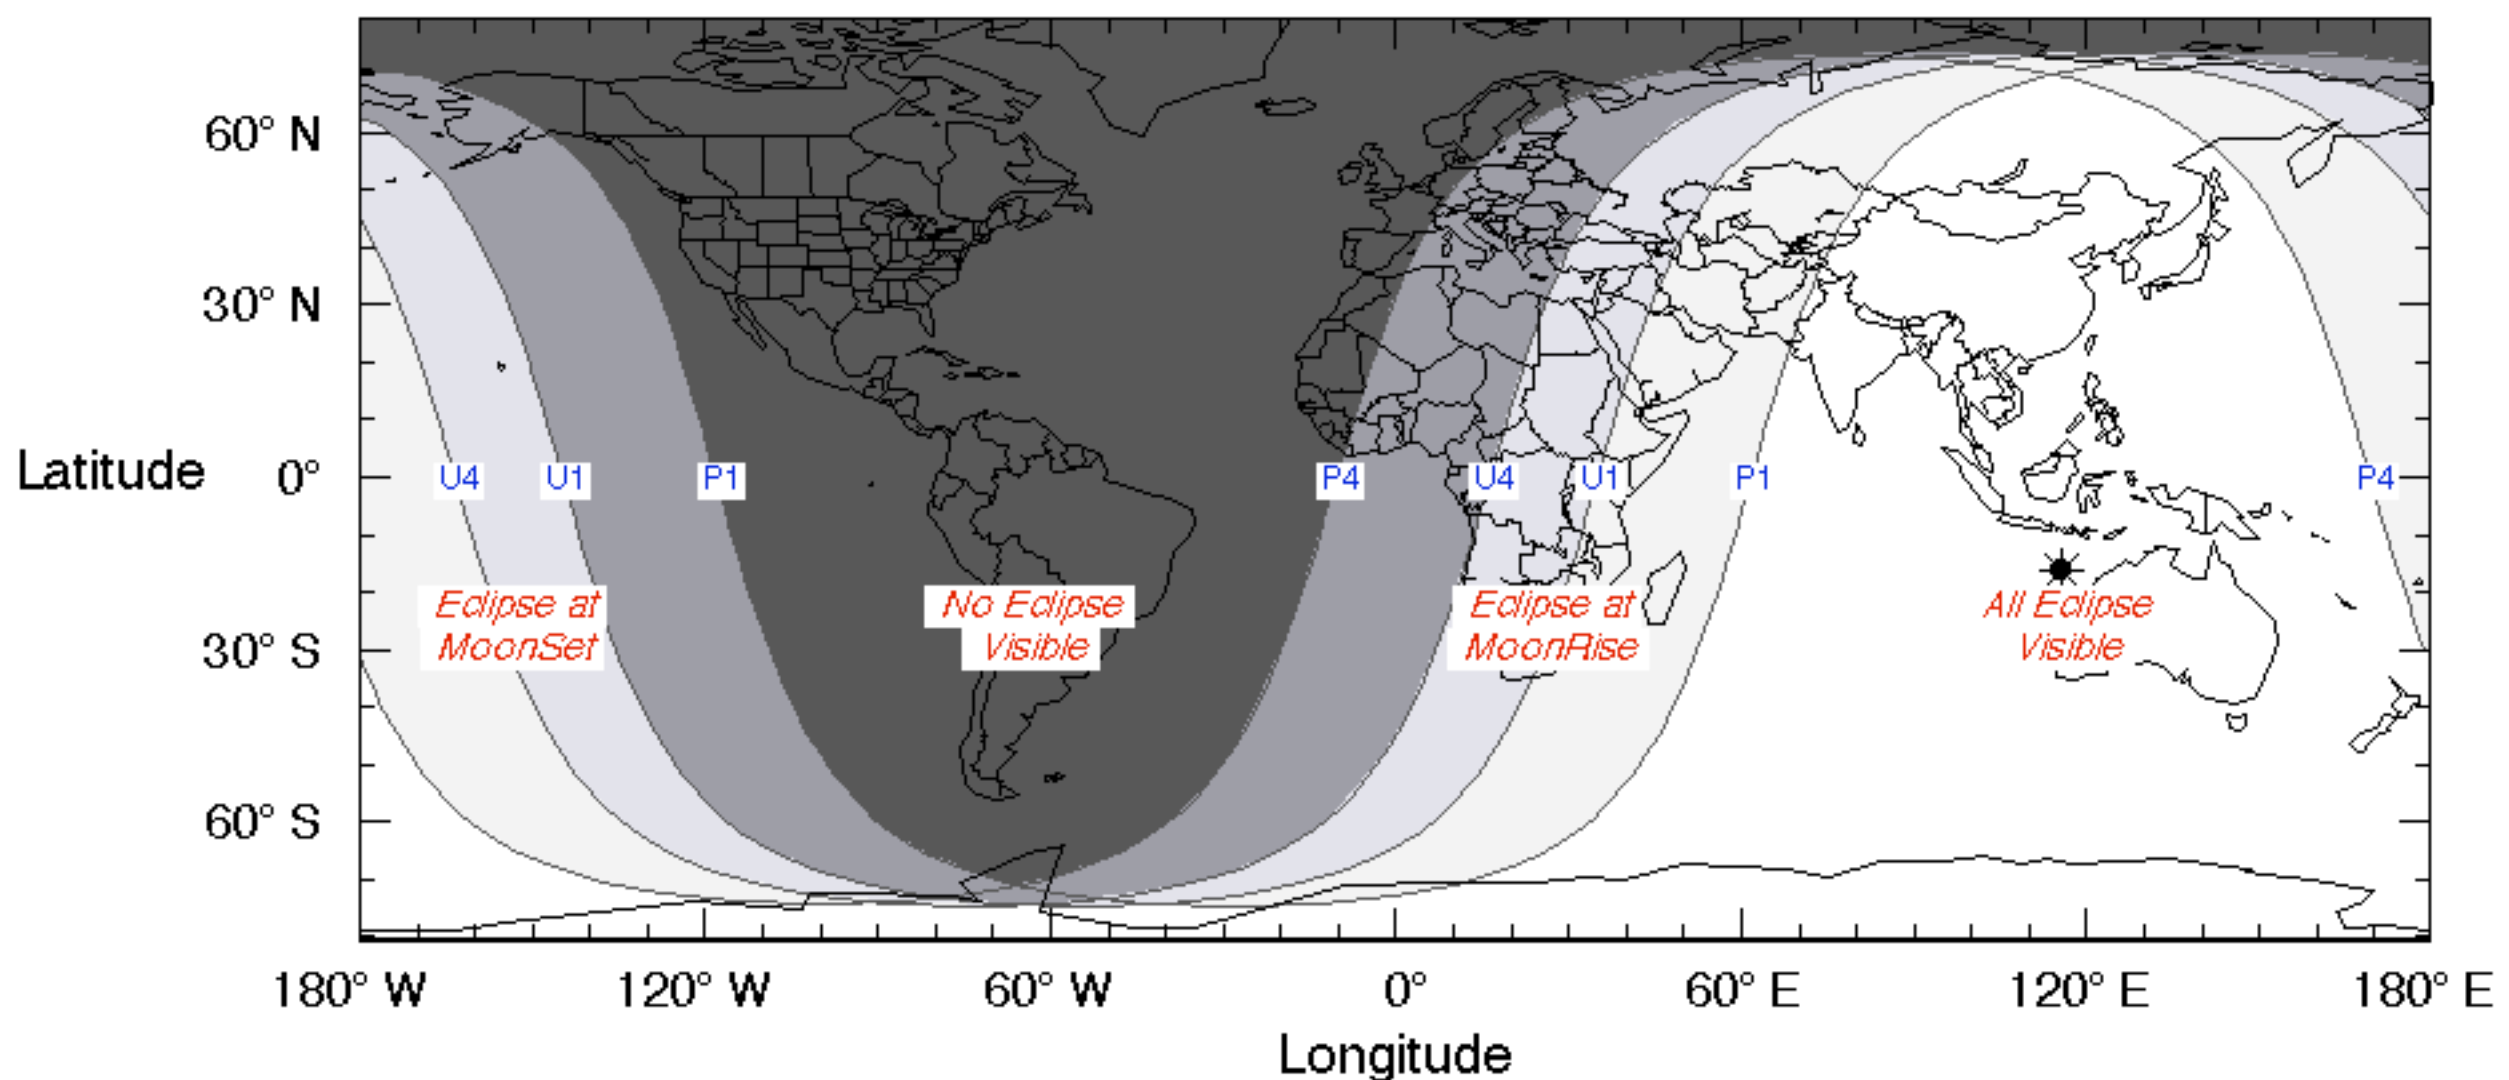 60° N
30° N
Latitude 0°
U4 U1 P1 P4 U4 U1 P1 P4
Eclipse at
MoonSet
No Eclipse
Visible
Eclipse at
MoonRise
All Eclipse
Visible
30° S
60° S
180° W 120° W 60° W 0° 60° E 120° E 180° E
Longitude